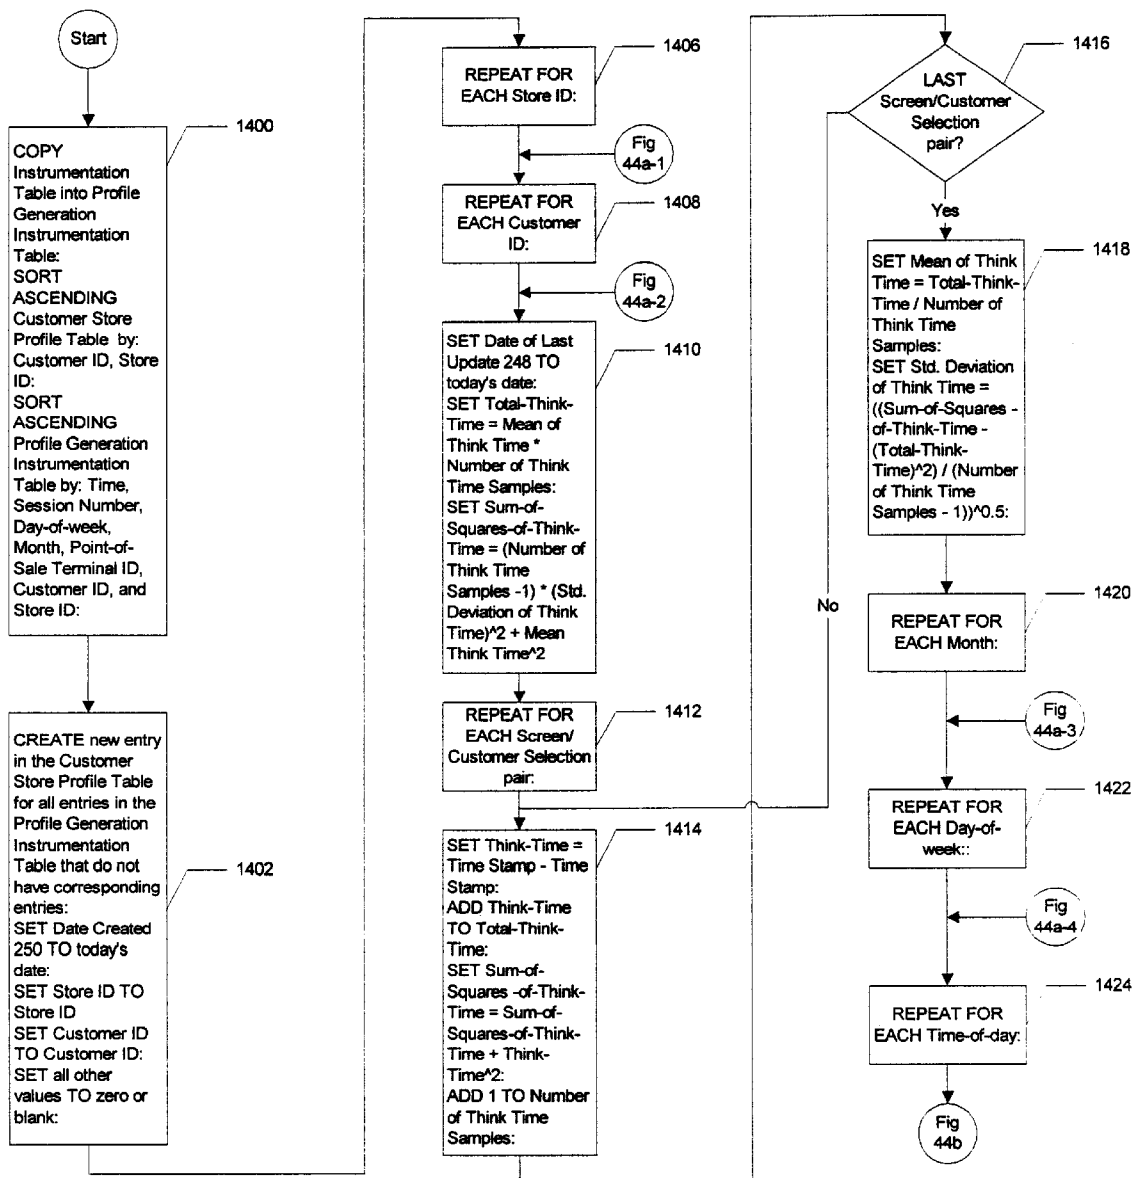 Start
1400
COPY
Instrumentation
Table into Profile
Generation
Instrumentation
Table:
SORT
ASCENDING
Customer Store
Profile Table by:
Customer ID, Store
ID:
SORT
ASCENDING
Profile Generation
Instrumentation
Table by: Time,
Session Number,
Day-of-week,
Month, Point-of-
Sale Terminal ID,
Customer ID, and
Store ID:
1402
CREATE new entry
in the Customer
Store Profile Table
for all entries in the
Profile Generation
Instrumentation
Table that do not
have corresponding
entries:
SET Date Created
250 TO today's
date:
SET Store ID TO
Store ID
SET Customer ID
TO Customer ID:
SET all other
values TO zero or
blank:
1406
REPEAT FOR
EACH Store ID:
Fig
44a-1
1408
REPEAT FOR
EACH Customer
ID:
Fig
44a-2
1410
SET Date of Last
Update 248 TO
today's date:
SET Total-Think-
Time = Mean of
Think Time *
Number of Think
Time Samples:
SET Sum-of-
Squares-of-Think-
Time = (Number of
Think Time
Samples -1) * (Std.
Deviation of Think
Time)^2 + Mean
Think Time^2
1412
REPEAT FOR
EACH Screen/
Customer Selection
pair:
1414
SET Think-Time =
Time Stamp - Time
Stamp:
ADD Think-Time
TO Total-Think-
Time:
SET Sum-of-
Squares -of-Think-
Time = Sum-of-
Squares-of-Think-
Time + Think-
Time^2:
ADD 1 TO Number
of Think Time
Samples:
1416
LAST
Screen/Customer
Selection
pair?
Yes
No
1418
SET Mean of Think
Time = Total-Think-
Time / Number of
Think Time
Samples:
SET Std. Deviation
of Think Time =
((Sum-of-Squares -
of-Think-Time -
(Total-Think-
Time)^2) / (Number
of Think Time
Samples - 1))^0.5:
1420
REPEAT FOR
EACH Month:
Fig
44a-3
1422
REPEAT FOR
EACH Day-of-
week::
Fig
44a-4
1424
REPEAT FOR
EACH Time-of-day:
Fig
44b